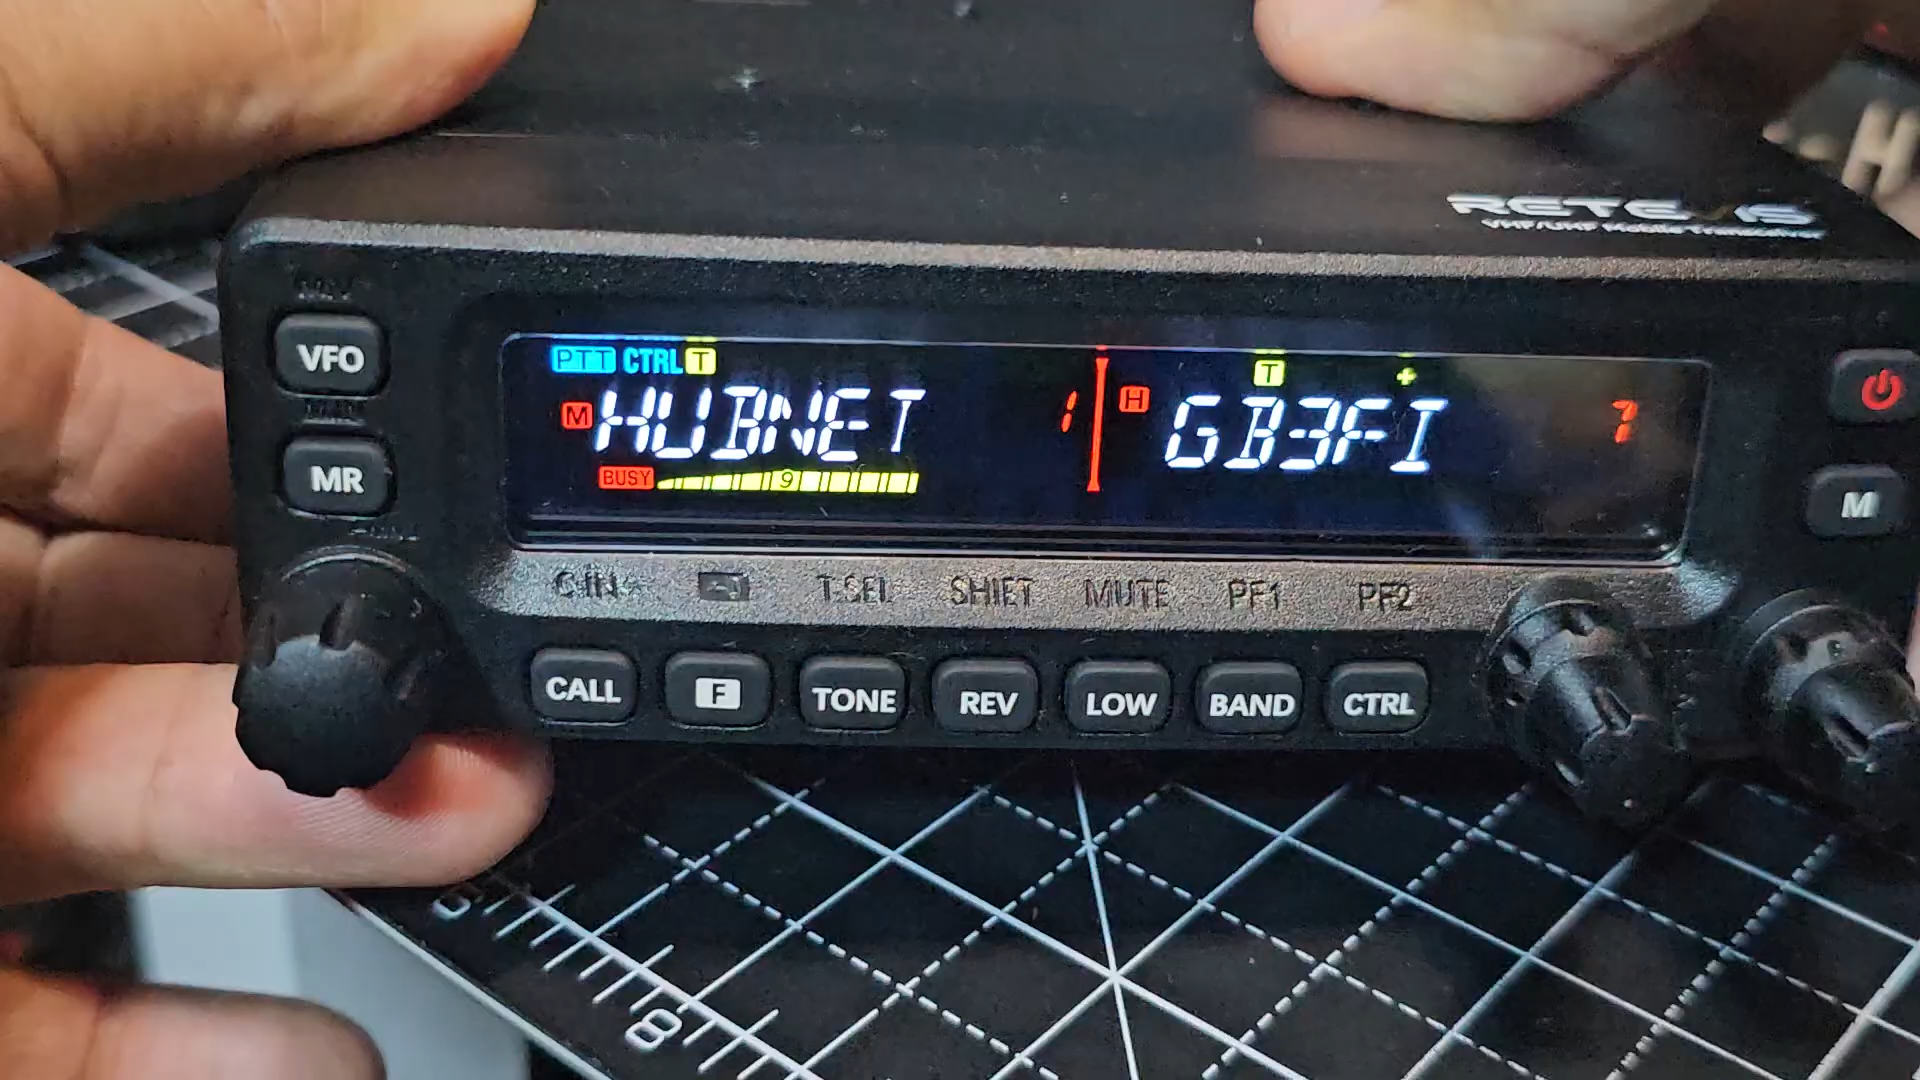 RETEVIS
VHF/UHF MOBILE TRANSCEIVER
VFO
MR
PTT CTRL T
M HUBNET 1
BUSY 9
T +
H GB3FI 7
M
T.SEL SHIFT MUTE PF1 PF2
CALL F TONE REV LOW BAND CTRL
8